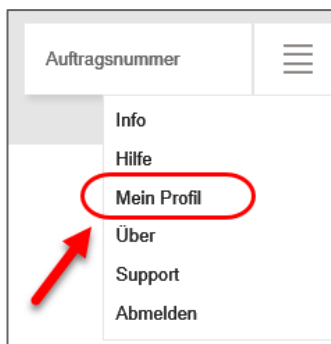 Auftragsnummer
Info
Hilfe
Mein Profil
Über
Support
Abmelden